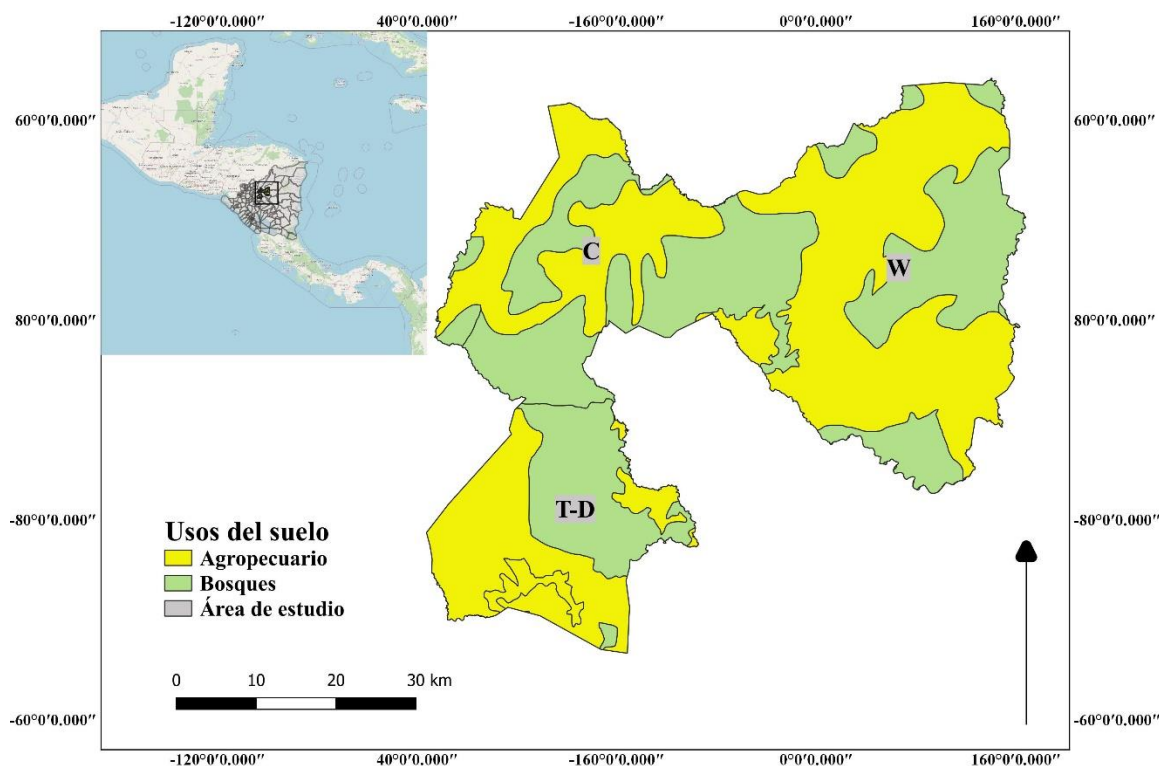 -120°0'0.000" 40°0'0.000" -160°0'0.000" 0°0'0.000" 160°0'0.000"
60°0'0.000" 60°0'0.000"
C
W
80°0'0.000" 80°0'0.000"
T-D
-80°0'0.000" -80°0'0.000"
Usos del suelo
Agropecuario
Bosques
Área de estudio
0 10 20 30 km
-60°0'0.000" -60°0'0.000"
-120°0'0.000" 40°0'0.000" -160°0'0.000" 0°0'0.000" 160°0'0.000"